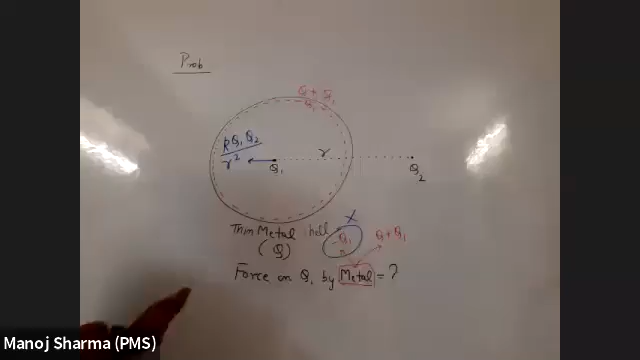 Prob
Q + Q₁
Q₁
KQ₁Q₂
r²
r
Q₁
Q₂
X
Thin Metal shell
- Q₁
Q + Q₁
(Q)
Force on Q₁ by Metal = ?
Manoj Sharma (PMS)